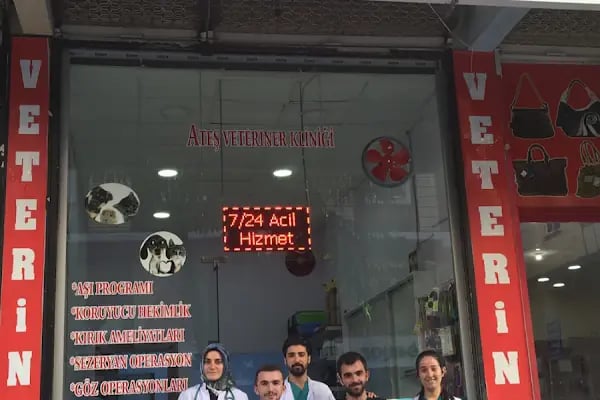 VETERİN
ATEŞ VETERİNER KLİNİĞİ
7/24 Acil
Hizmet
*AŞI PROGRAMI
*KORUYUCU HEKİMLİK
*KIRIK AMELİYATLARI
*SEZERYAN OPERASYON
*GÖZ OPERASYONLARI
VETERİN